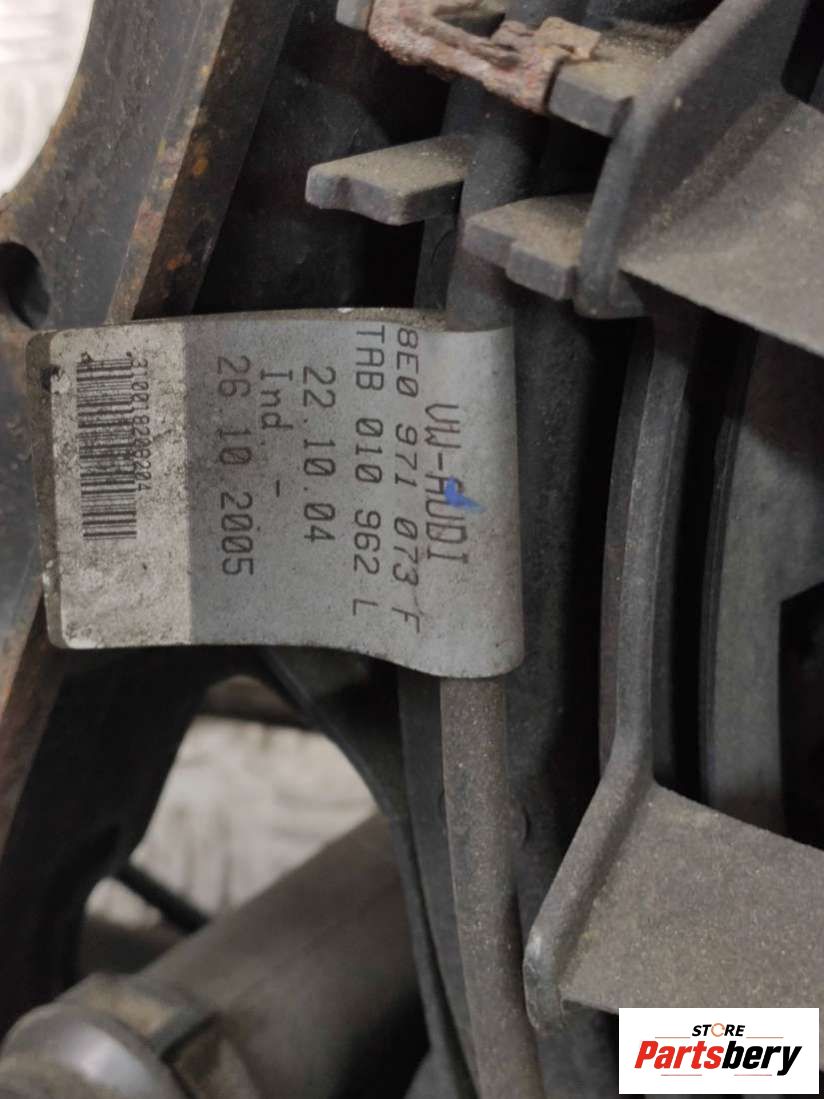 VW-AUDI
8E0 971 073 F
TAB 010 962 L
22.10.04
Ind. -
26.10.2005
STORE
Partsbery